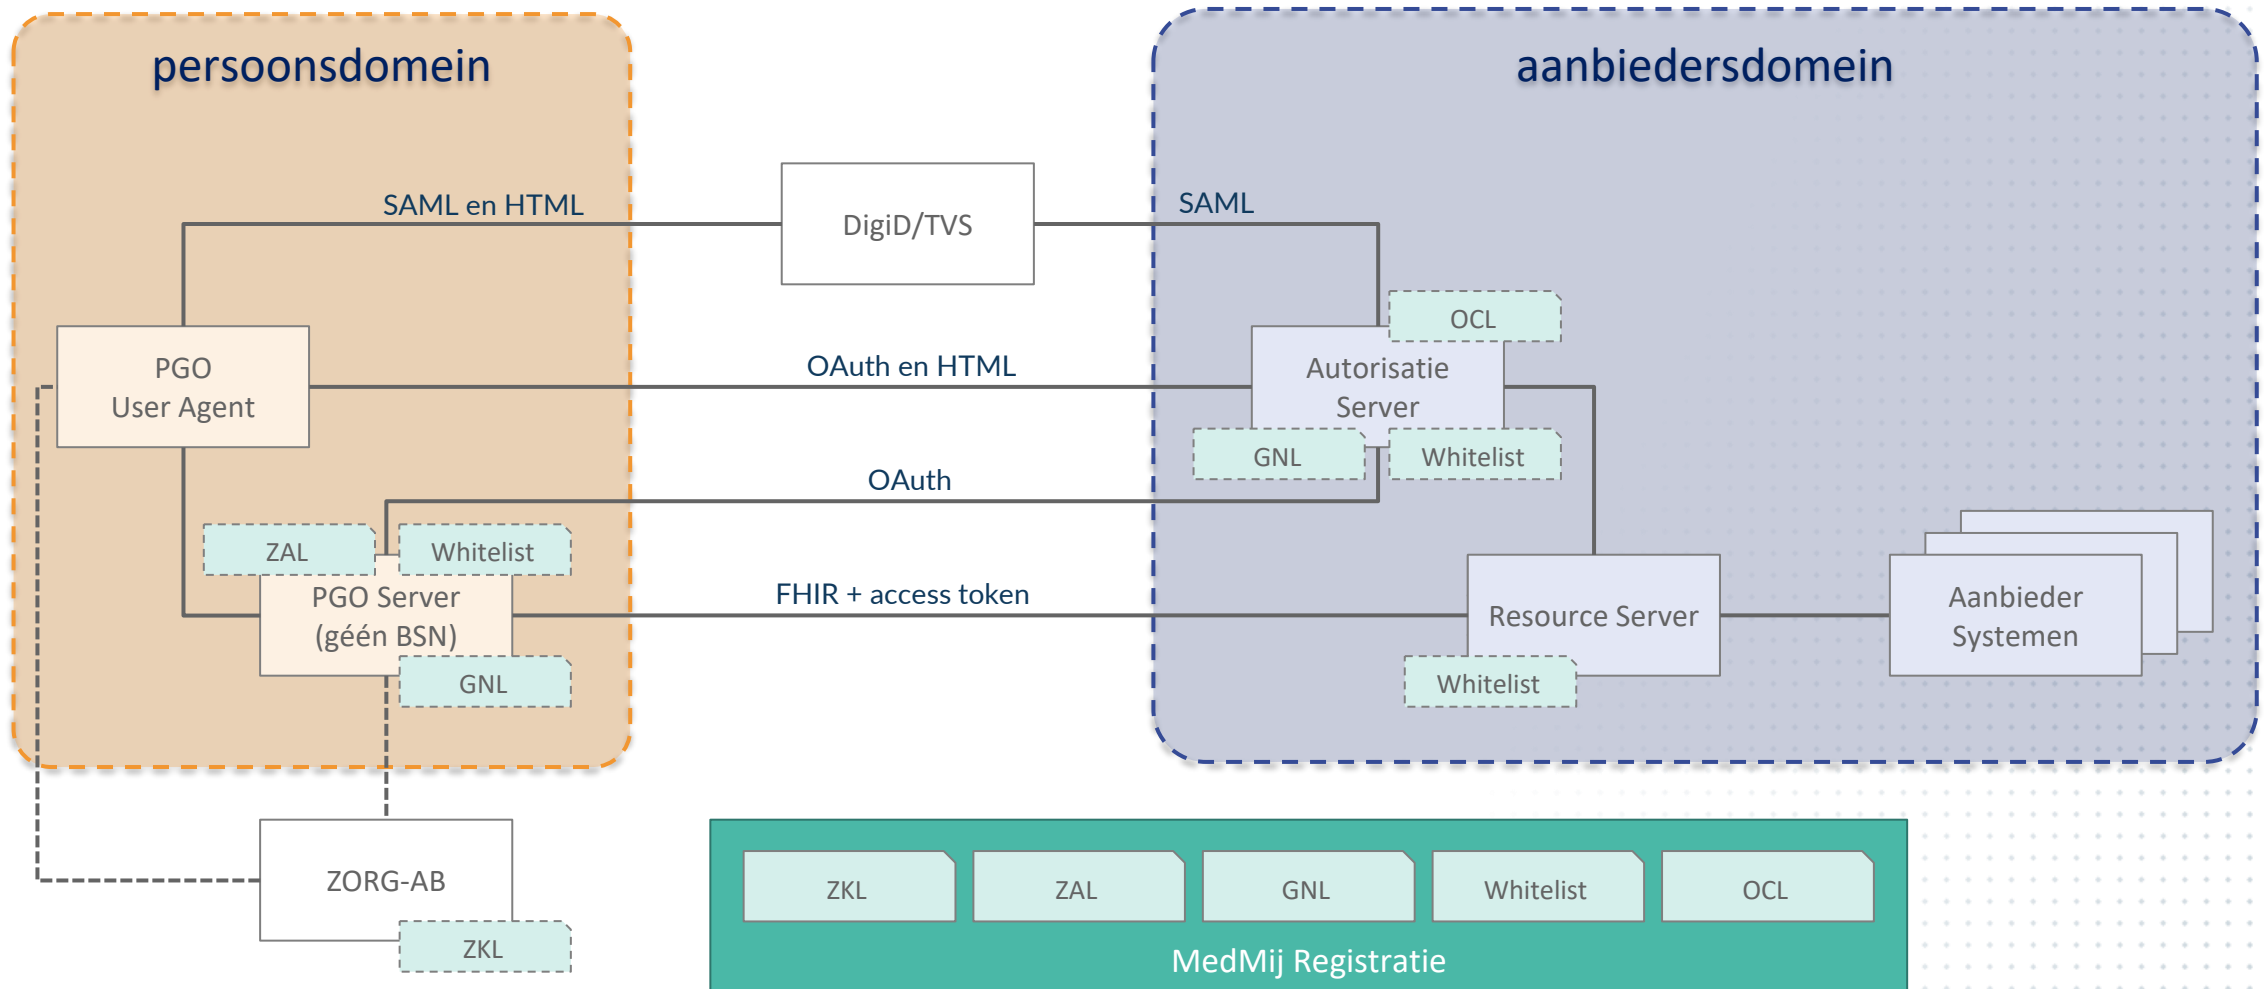 persoonsdomein
aanbiedersdomein
SAML en HTML
DigiD/TVS
SAML
OCL
PGO
User Agent
OAuth en HTML
Autorisatie
Server
GNL
Whitelist
OAuth
ZAL
Whitelist
PGO Server
(géén BSN)
GNL
FHIR + access token
Resource Server
Whitelist
Aanbieder
Systemen
ZORG-AB
ZKL
ZKL
ZAL
GNL
Whitelist
OCL
MedMij Registratie